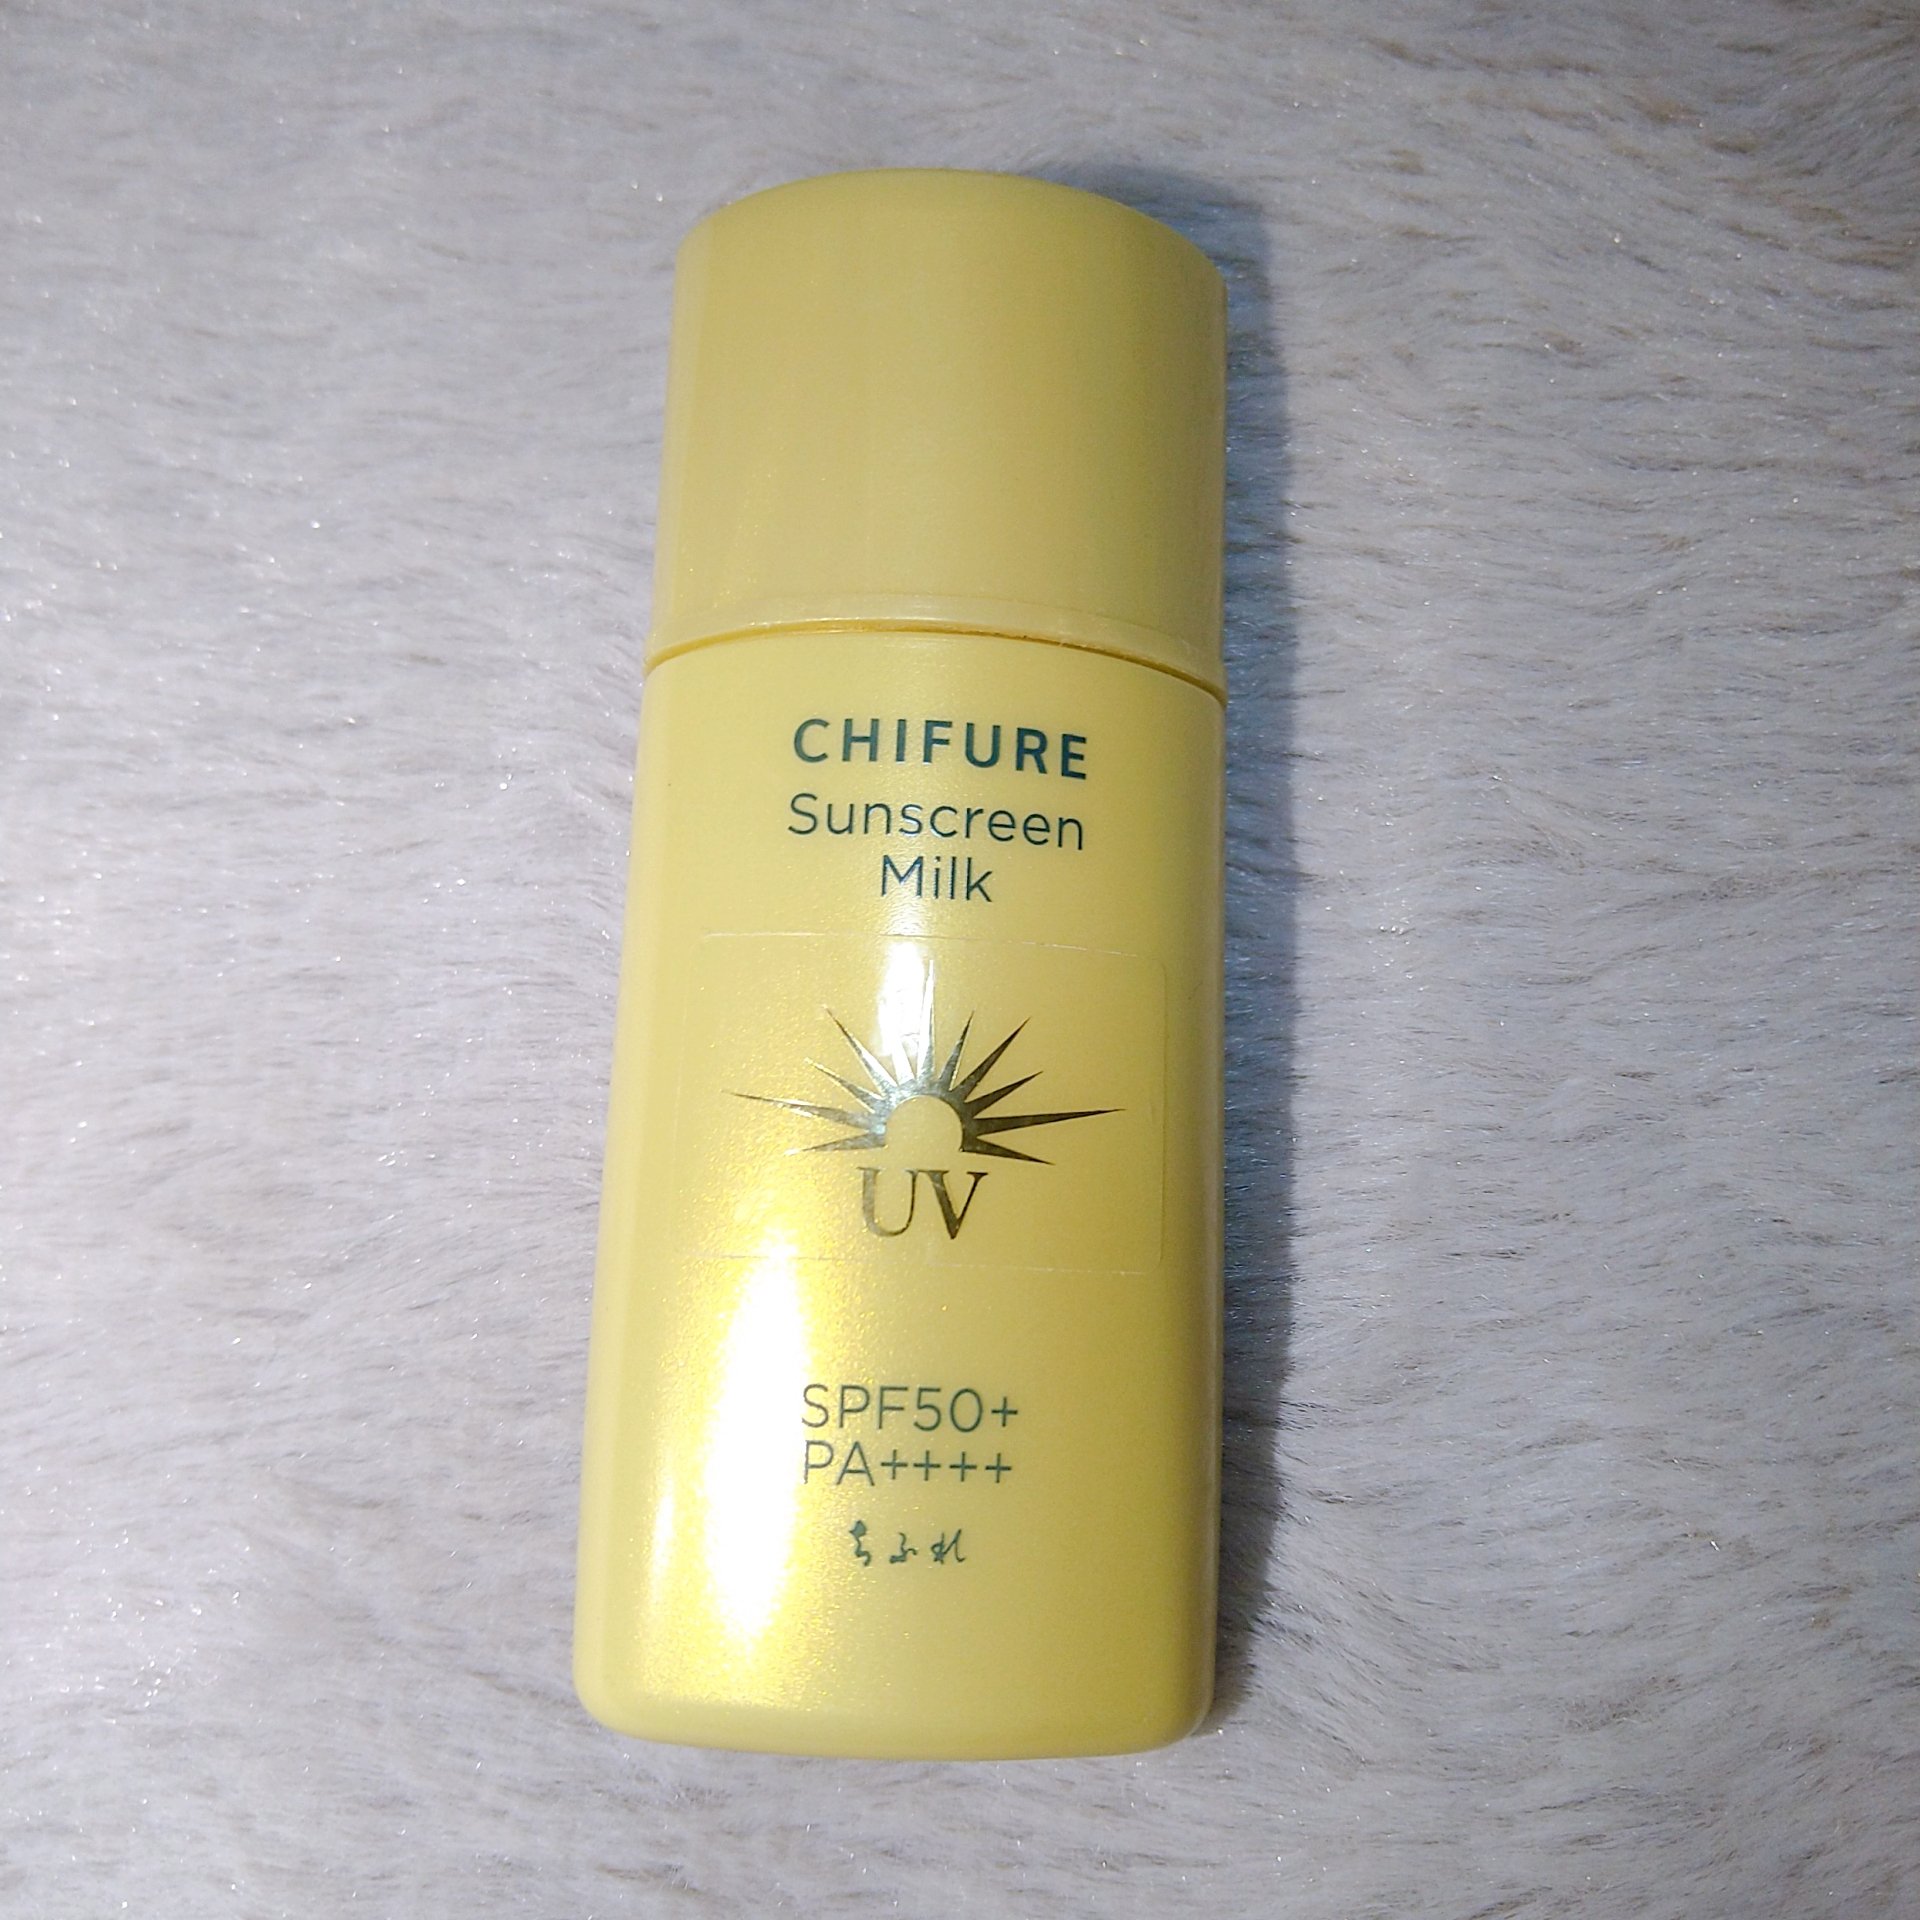 CHIFURE
Sunscreen
Milk
UV
SPF50+
PA++++
ちふれ